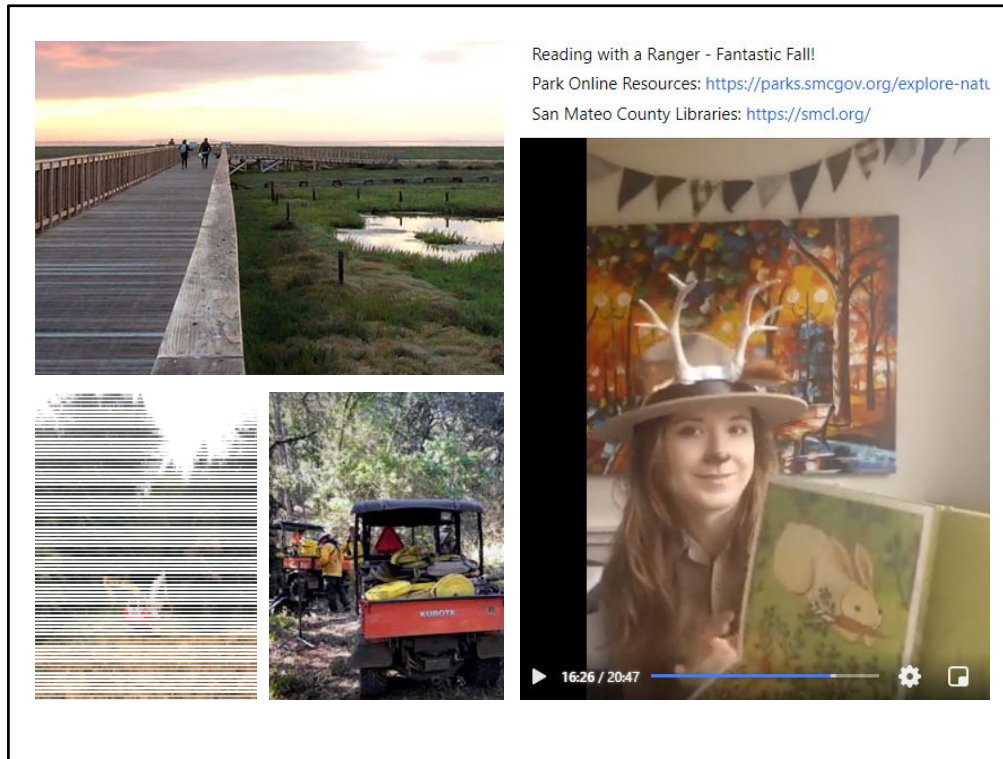 Reading with a Ranger - Fantastic Fall!
Park Online Resources: https://parks.smcgov.org/explore-natu
San Mateo County Libraries: https://smcl.org/
KUBOTA
16:26 / 20:47